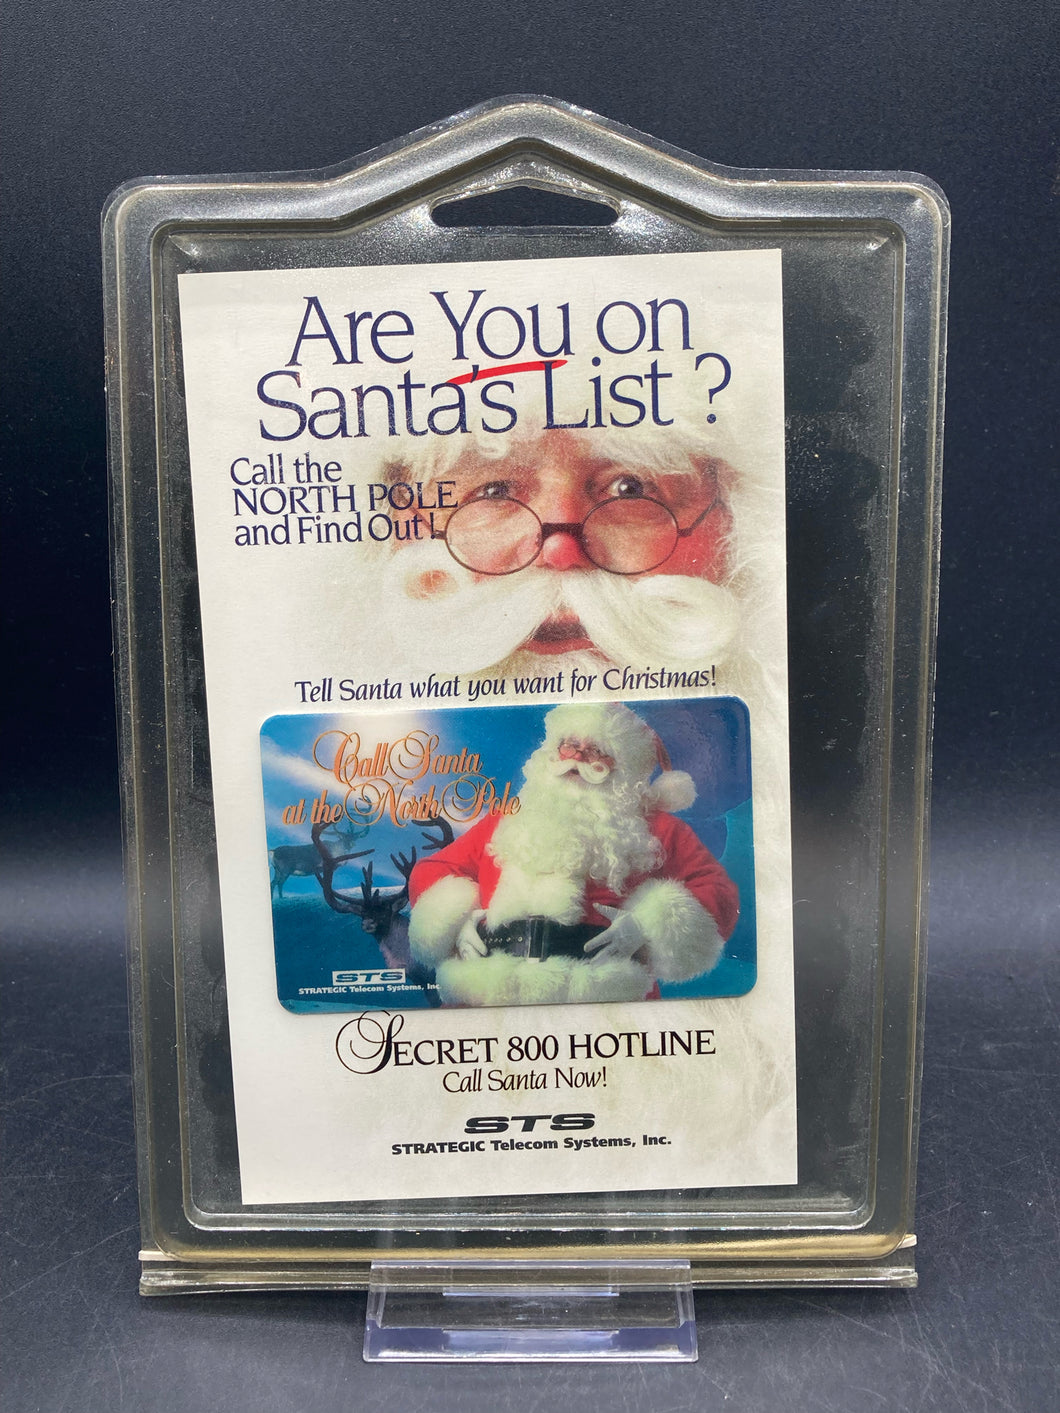 Are You on
Santa's List ?
Call the
NORTH POLE
and Find Out !
Tell Santa what you want for Christmas!
Call Santa
at the North Pole
STS
STRATEGIC Telecom Systems, Inc.
SECRET 800 HOTLINE
Call Santa Now!
STS
STRATEGIC Telecom Systems, Inc.